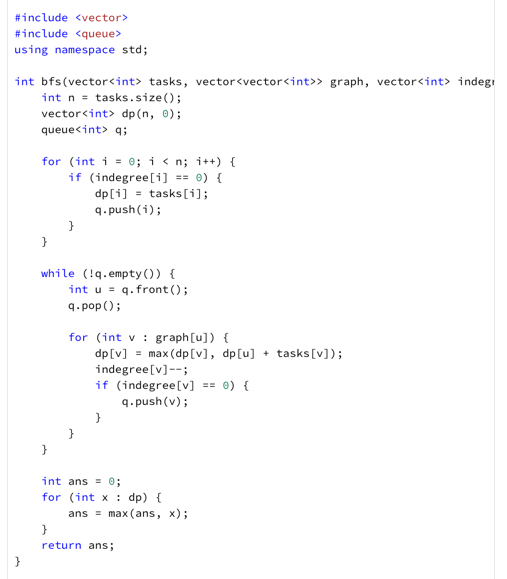 #include <vector>
#include <queue>
using namespace std;

int bfs(vector<int> tasks, vector<vector<int>> graph, vector<int> indegr
    int n = tasks.size();
    vector<int> dp(n, 0);
    queue<int> q;

    for (int i = 0; i < n; i++) {
        if (indegree[i] == 0) {
            dp[i] = tasks[i];
            q.push(i);
        }
    }

    while (!q.empty()) {
        int u = q.front();
        q.pop();

        for (int v : graph[u]) {
            dp[v] = max(dp[v], dp[u] + tasks[v]);
            indegree[v]--;
            if (indegree[v] == 0) {
                q.push(v);
            }
        }
    }

    int ans = 0;
    for (int x : dp) {
        ans = max(ans, x);
    }
    return ans;
}